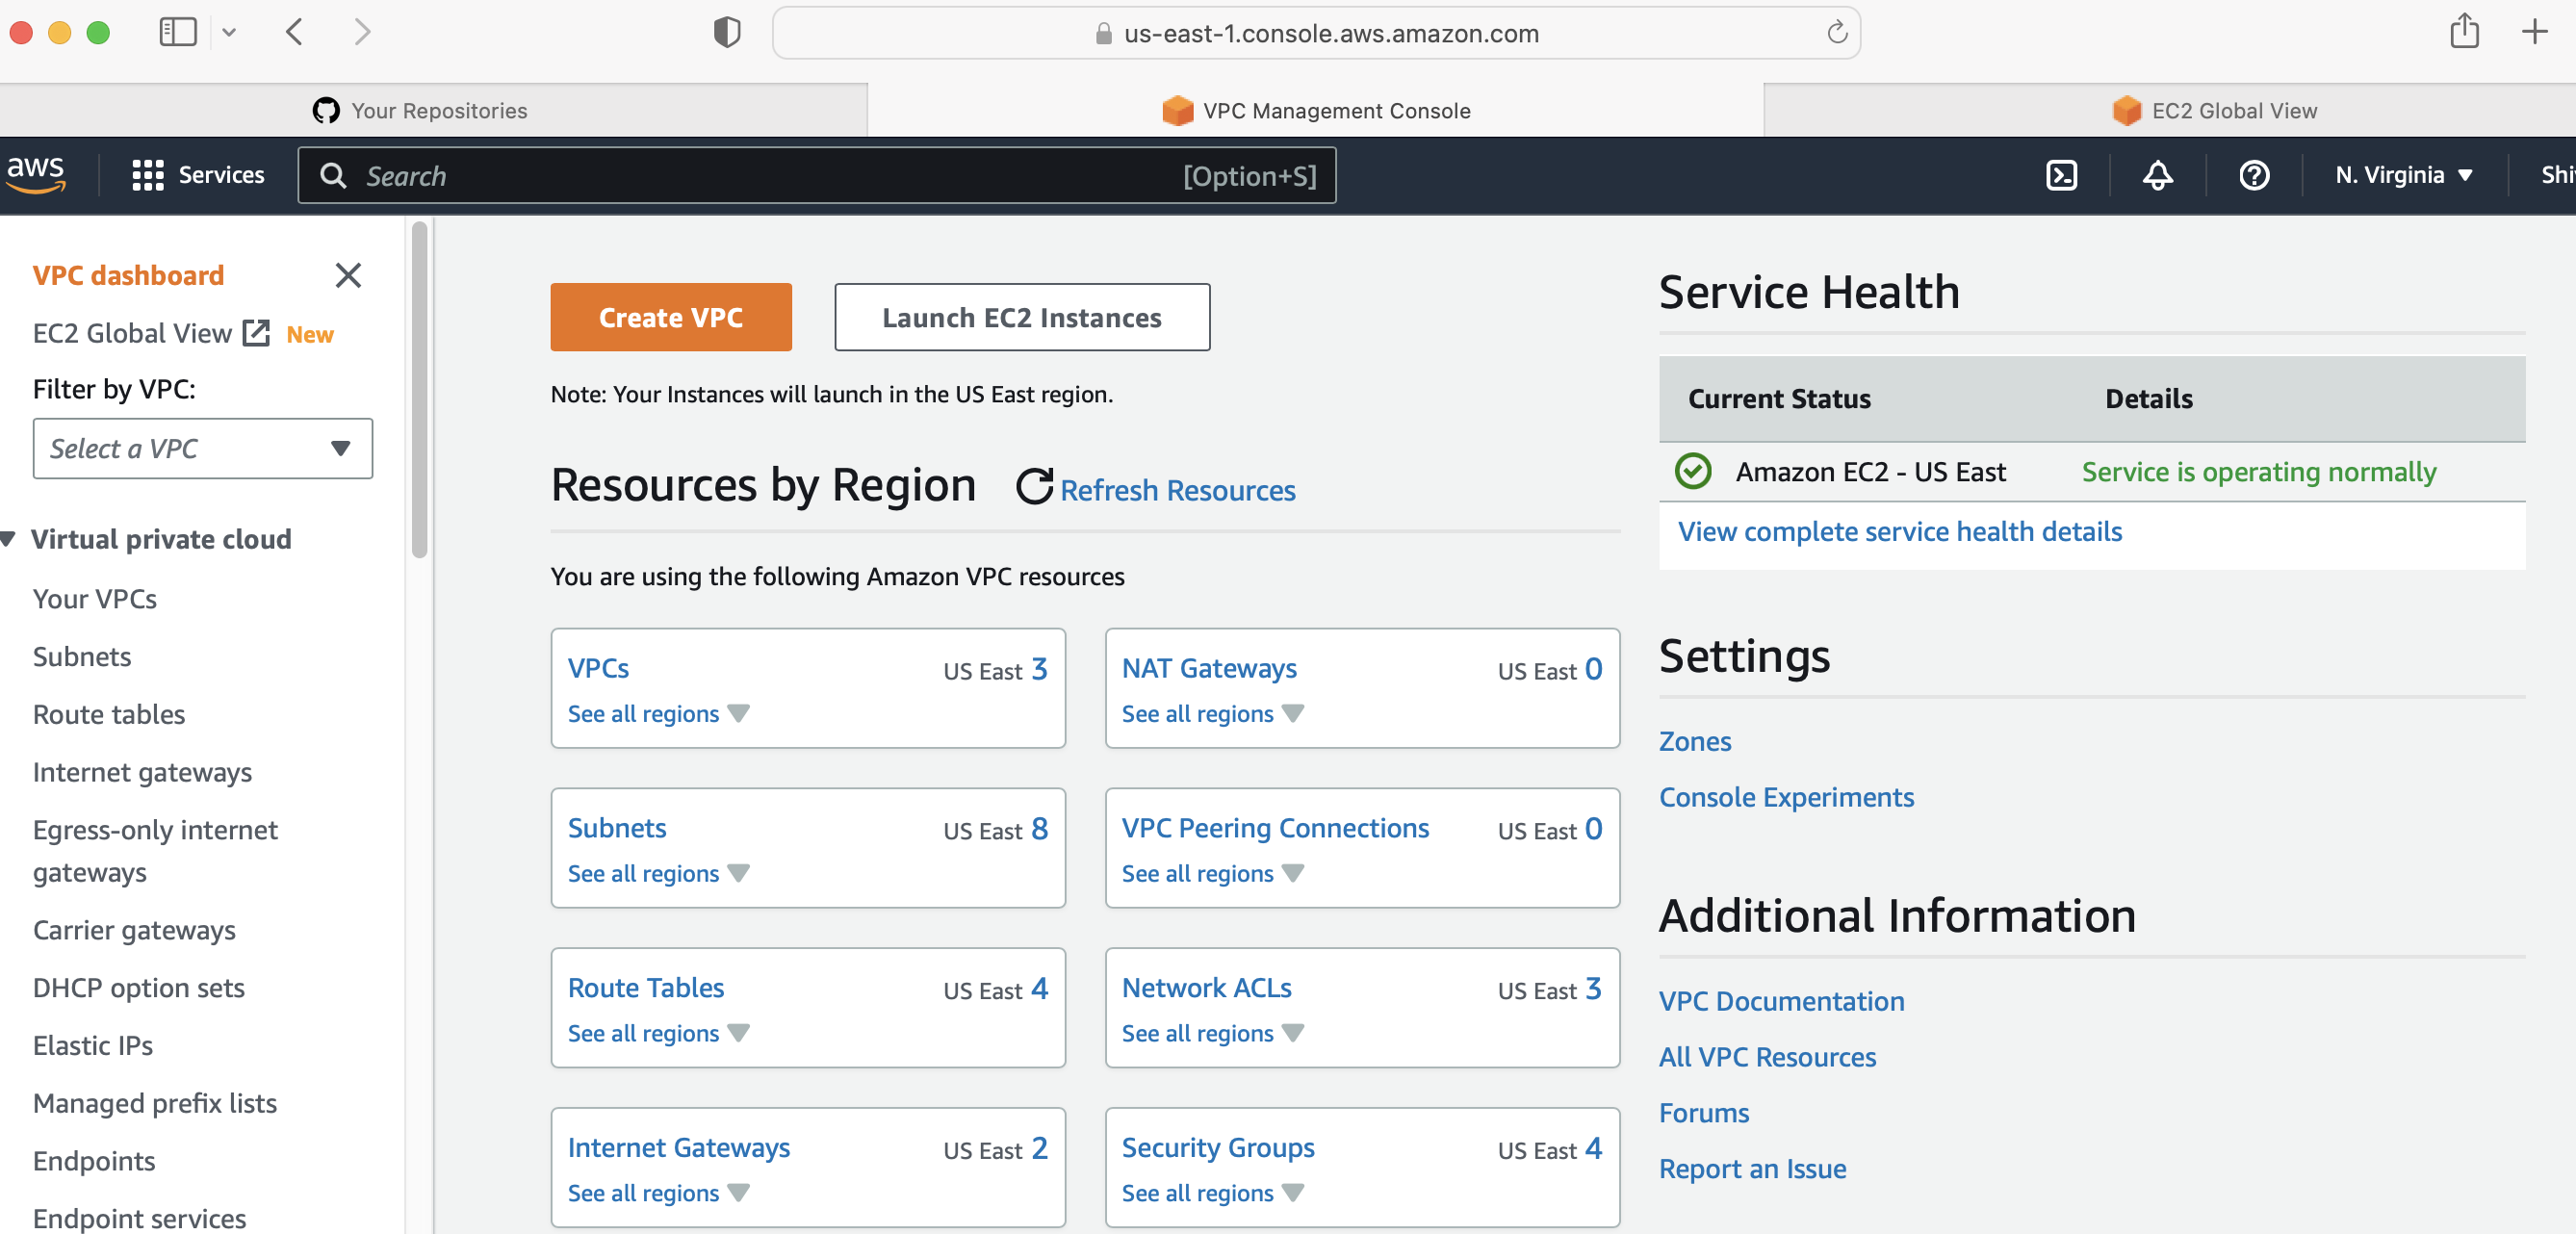 us-east-1.console.aws.amazon.com
Your Repositories
VPC Management Console
EC2 Global View
aws
Services
Search
[Option+S]
N. Virginia
Shi
VPC dashboard
EC2 Global View
New
Filter by VPC:
Select a VPC
Virtual private cloud
Your VPCs
Subnets
Route tables
Internet gateways
Egress-only internet
gateways
Carrier gateways
DHCP option sets
Elastic IPs
Managed prefix lists
Endpoints
Endpoint services
Create VPC
Launch EC2 Instances
Note: Your Instances will launch in the US East region.
Resources by Region
Refresh Resources
You are using the following Amazon VPC resources
VPCs
US East 3
See all regions
NAT Gateways
US East 0
See all regions
Subnets
US East 8
See all regions
VPC Peering Connections
US East 0
See all regions
Route Tables
US East 4
See all regions
Network ACLs
US East 3
See all regions
Internet Gateways
US East 2
See all regions
Security Groups
US East 4
See all regions
Service Health
Current Status
Details
Amazon EC2 - US East
Service is operating normally
View complete service health details
Settings
Zones
Console Experiments
Additional Information
VPC Documentation
All VPC Resources
Forums
Report an Issue